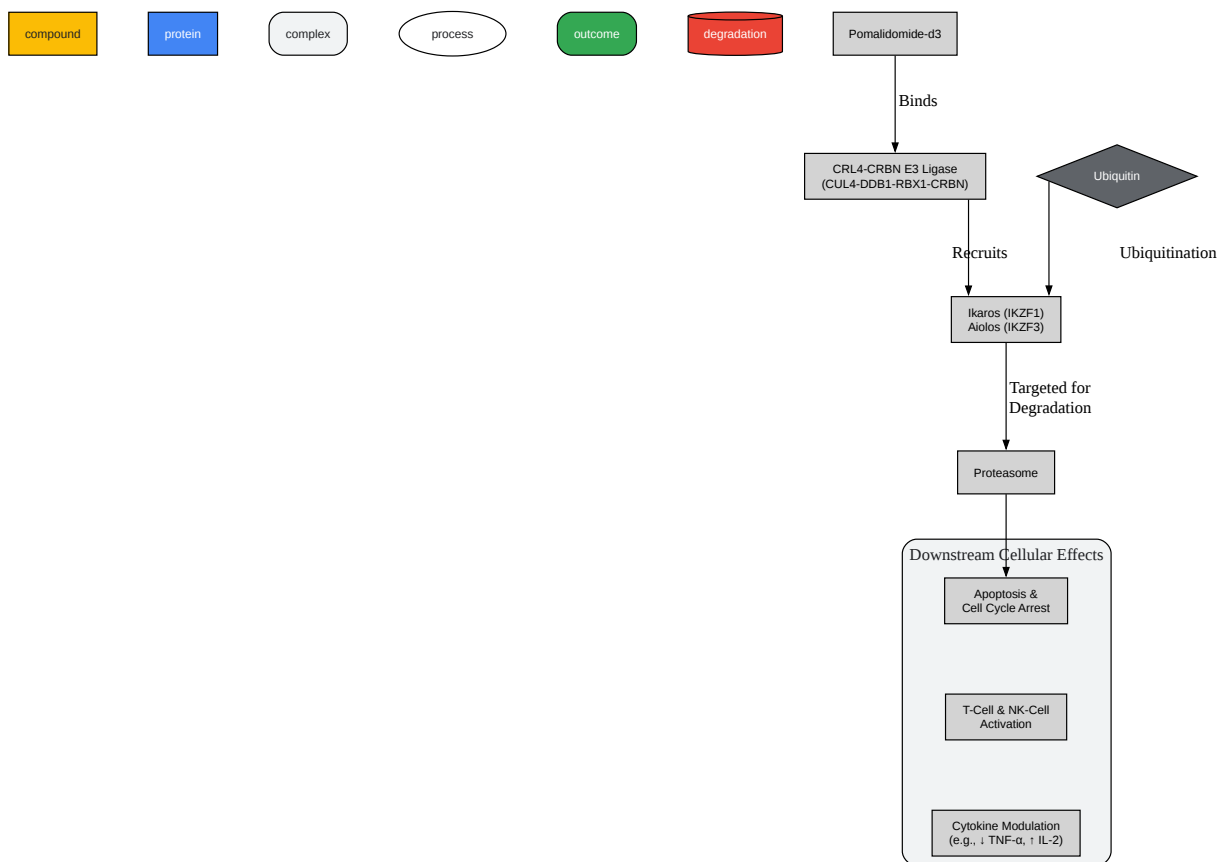 compound
protein
complex
process
outcome
degradation
Pomalidomide-d3
Binds
CRL4-CRBN E3 Ligase
(CUL4-DDB1-RBX1-CRBN)
Ubiquitin
Recruits
Ubiquitination
Ikaros (IKZF1)
Aiolos (IKZF3)
Targeted for
Degradation
Proteasome
Downstream Cellular Effects
Apoptosis &
Cell Cycle Arrest
T-Cell & NK-Cell
Activation
Cytokine Modulation
(e.g., ↓ TNF-α, ↑ IL-2)